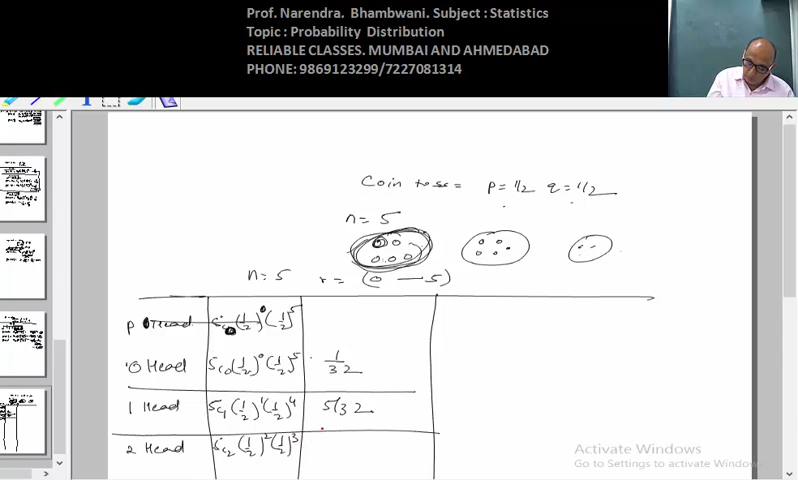 Prof. Narendra. Bhambwani. Subject : Statistics
Topic : Probability Distribution
RELIABLE CLASSES. MUMBAI AND AHMEDABAD
PHONE: 9869123299/7227081314
Coin toss = p = 1/2 q = 1/2
n = 5
n = 5 r = (0 — 5)
0 Head 5C0 (1/2)^0 (1/2)^5 1/32
1 Head 5C1 (1/2)^1 (1/2)^4 5/32
2 Head 5C2 (1/2)^2 (1/2)^3
Activate Windows
Go to Settings to activate Windows